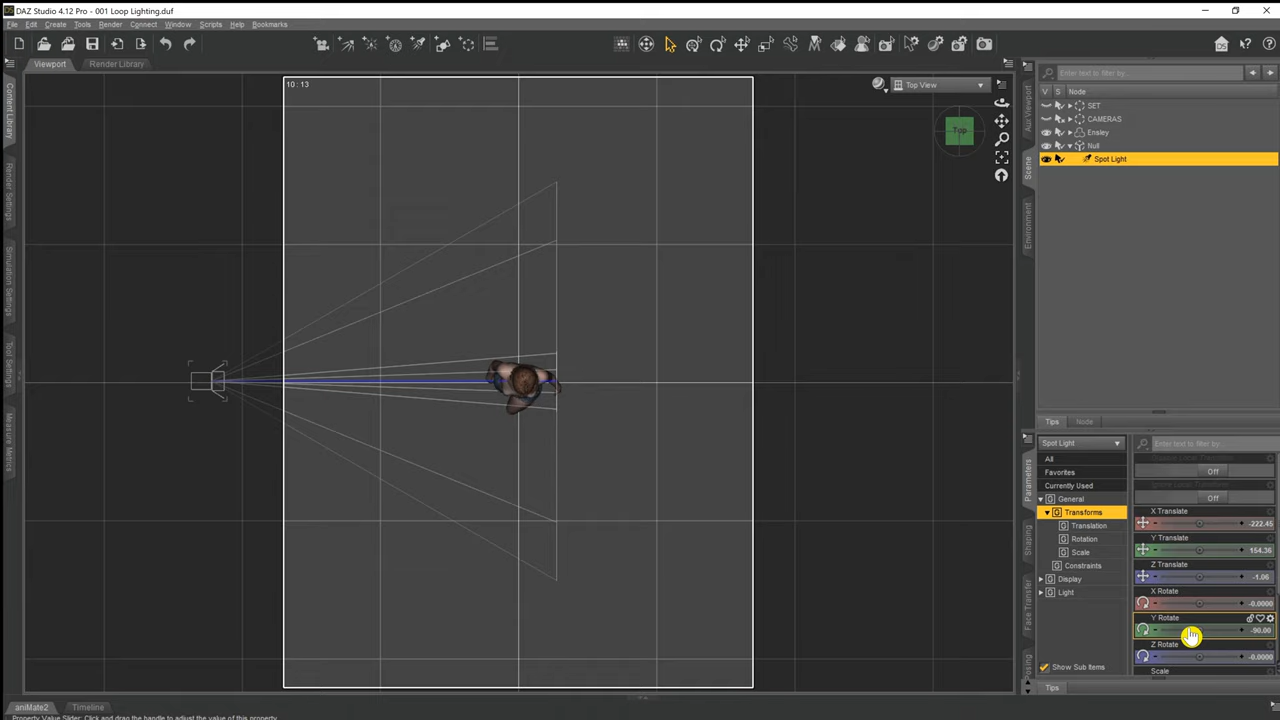 DAZ Studio 4.12 Pro - 001 Loop Lighting.duf
File Edit Create Tools Render Connect Window Scripts Help Bookmarks
Viewport Render Library
10 : 13
Top View
Top
Content Library
Render Settings
Simulation Settings
Tool Settings
Measure Metrics
Aux Viewport
Scene
Environment
Enter text to filter by...
V S Node
SET
CAMERAS
Ensley
Null
Spot Light
Tips Node
Parameters
Shaping
Face Transfer
Posing
Spot Light
Enter text to filter by...
All
Favorites
Currently Used
General
Transforms
Translation
Rotation
Scale
Constraints
Display
Light
Show Sub Items
Off
Off
X Translate
-222.45
Y Translate
154.36
Z Translate
-1.06
X Rotate
-0.0000
Y Rotate
-90.00
Z Rotate
-0.0000
Scale
Tips
aniMate2 Timeline
Property Value Slider: Click and drag the handle to adjust the value of this property.